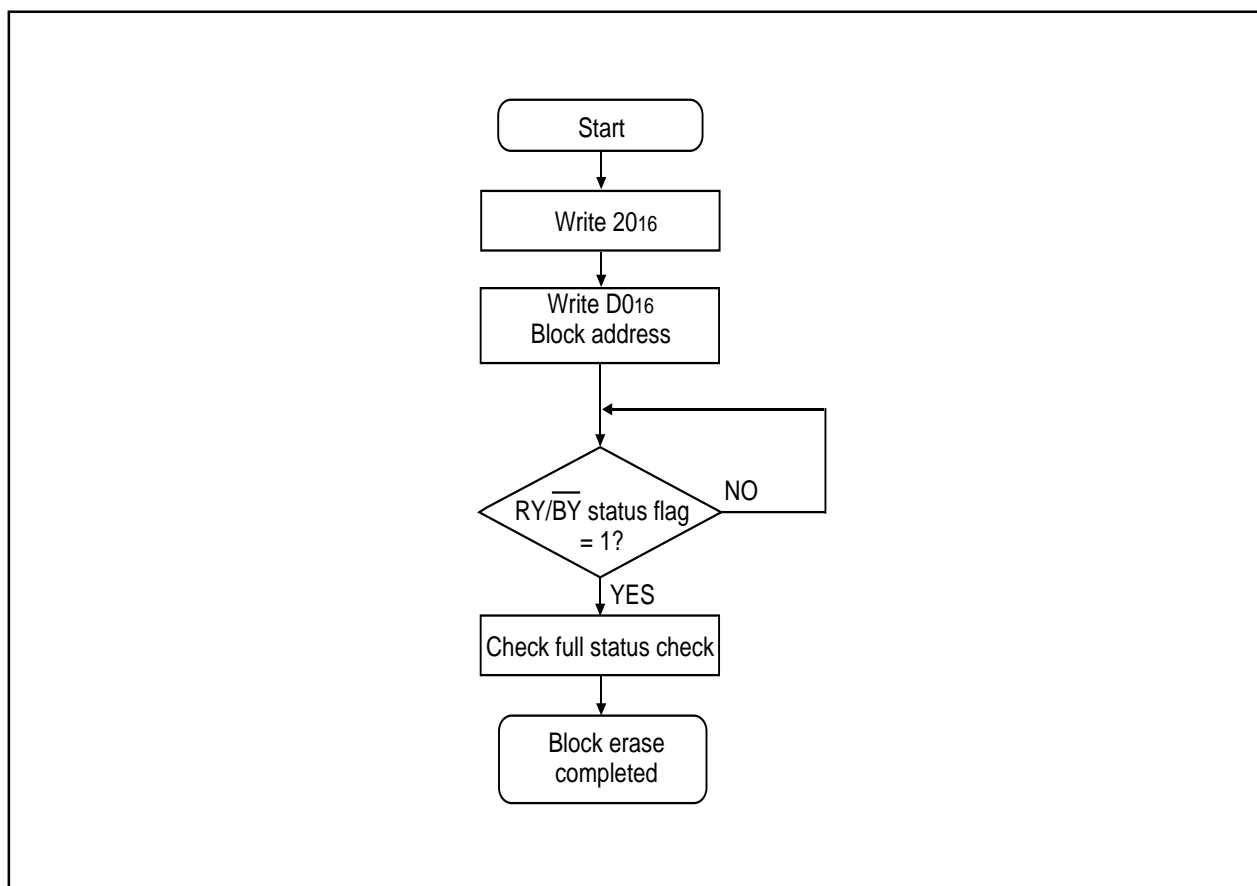 Start
Write 2016
Write D016
Block address
NO
RY/B̅Y̅ status flag
= 1?
YES
Check full status check
Block erase
completed